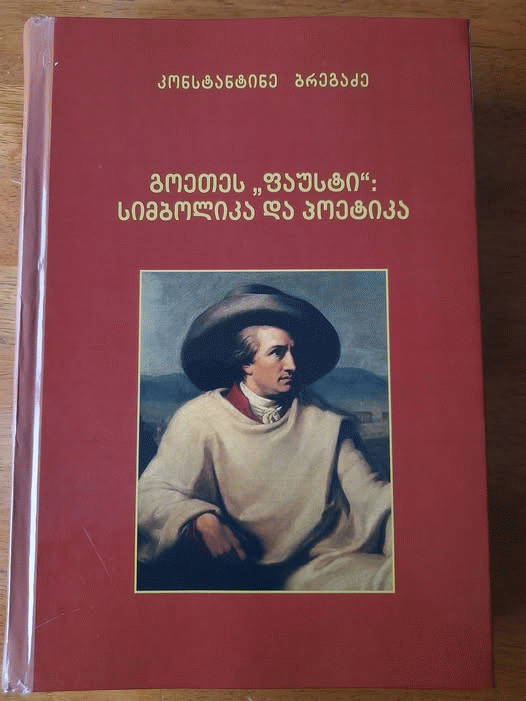 კონსტანტინე ბრეგაძე
გოეთეს „ფაუსტი“:
სიმბოლიკა და პოეტიკა